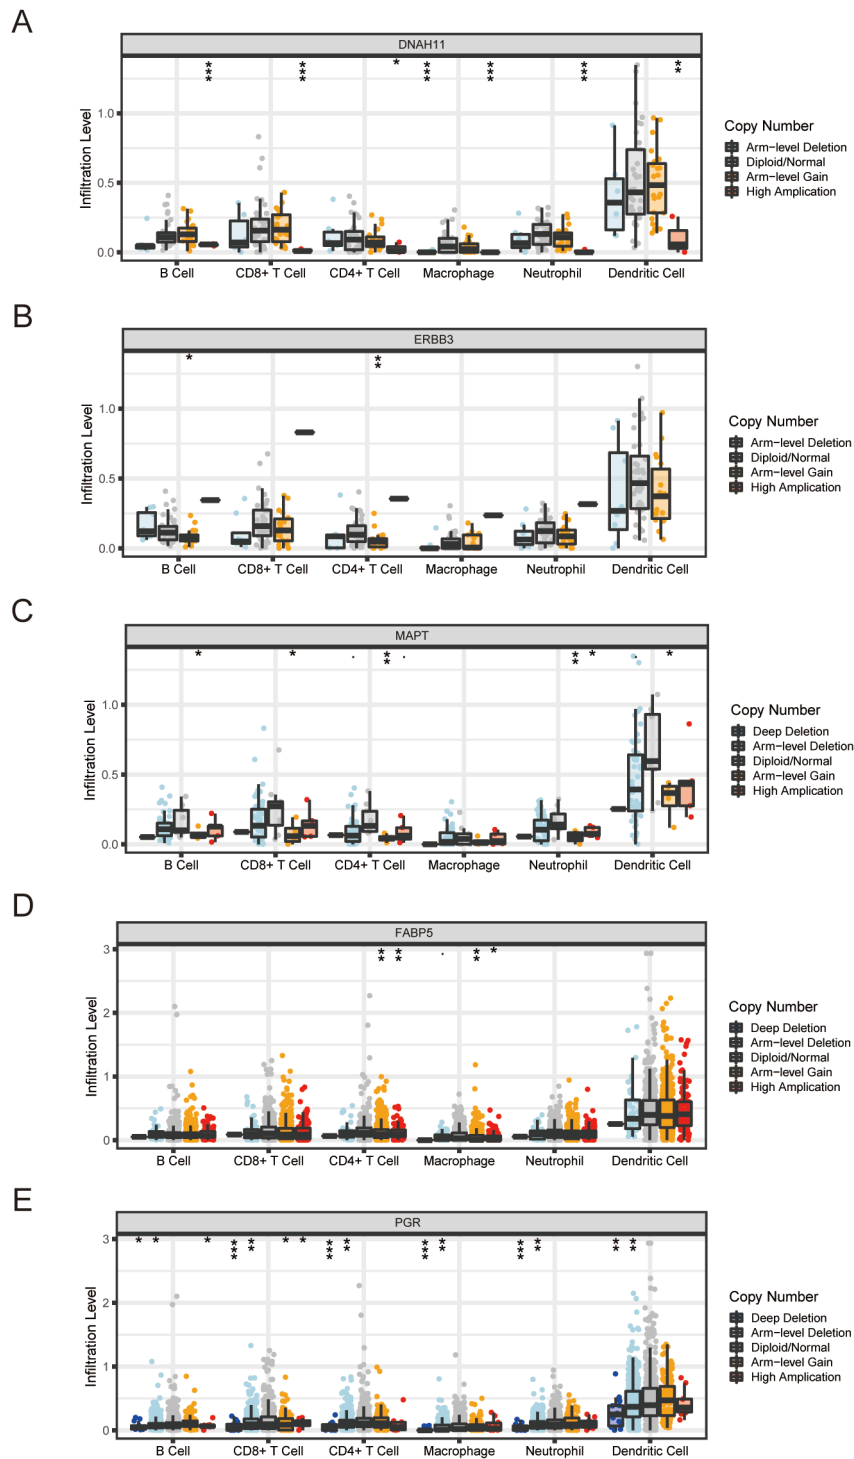 A
DNAH11
*** *** * *** *** *** **
Infiltration Level
1.0
0.5
0.0
B Cell CD8+ T Cell CD4+ T Cell Macrophage Neutrophil Dendritic Cell
Copy Number
Arm−level Deletion
Diploid/Normal
Arm−level Gain
High Amplication
B
ERBB3
* **
Infiltration Level
1.0
0.5
0.0
B Cell CD8+ T Cell CD4+ T Cell Macrophage Neutrophil Dendritic Cell
Copy Number
Arm−level Deletion
Diploid/Normal
Arm−level Gain
High Amplication
C
MAPT
* * . ** . ** * . *
Infiltration Level
1.0
0.5
0.0
B Cell CD8+ T Cell CD4+ T Cell Macrophage Neutrophil Dendritic Cell
Copy Number
Deep Deletion
Arm−level Deletion
Diploid/Normal
Arm−level Gain
High Amplication
D
FABP5
** ** . ** *
Infiltration Level
3
2
1
0
B Cell CD8+ T Cell CD4+ T Cell Macrophage Neutrophil Dendritic Cell
Copy Number
Deep Deletion
Arm−level Deletion
Diploid/Normal
Arm−level Gain
High Amplication
E
PGR
* * * *** ** * * *** ** *** ** *** ** ** **
Infiltration Level
3
2
1
0
B Cell CD8+ T Cell CD4+ T Cell Macrophage Neutrophil Dendritic Cell
Copy Number
Deep Deletion
Arm−level Deletion
Diploid/Normal
Arm−level Gain
High Amplication